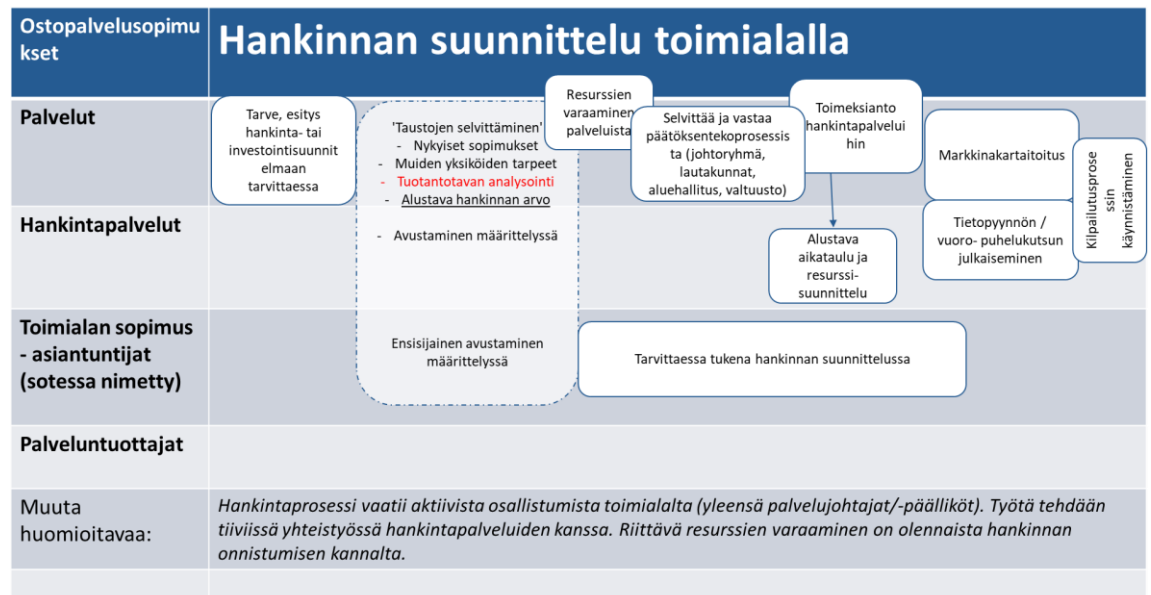 Ostopalvelusopimu
kset
Hankinnan suunnittelu toimialalla
Palvelut
Tarve, esitys
hankinta- tai
investointisuunnit
elmaan
tarvittaessa
'Taustojen selvittäminen'
- Nykyiset sopimukset
- Muiden yksiköiden tarpeet
- Tuotantotavan analysointi
- Alustava hankinnan arvo
- Avustaminen määrittelyssä
Resurssien
varaaminen
palveluista
Selvittää ja vastaa
päätöksentekoprosessis
ta (johtoryhmä,
lautakunnat,
aluehallitus, valtuusto)
Toimeksianto
hankintapalvelui
hin
Markkinakartaitoitus
Kilpailutusprose
ssin
käynnistäminen
Hankintapalvelut
Alustava
aikataulu ja
resurssi-
suunnittelu
Tietopyynnön /
vuoro- puhelukutsun
julkaiseminen
Toimialan sopimus
- asiantuntijat
(sotessa nimetty)
Ensisijainen avustaminen
määrittelyssä
Tarvittaessa tukena hankinnan suunnittelussa
Palveluntuottajat
Muuta
huomioitavaa:
Hankintaprosessi vaatii aktiivista osallistumista toimialalta (yleensä palvelujohtajat/-päälliköt). Työtä tehdään
tiiviissä yhteistyössä hankintapalveluiden kanssa. Riittävä resurssien varaaminen on olennaista hankinnan
onnistumisen kannalta.